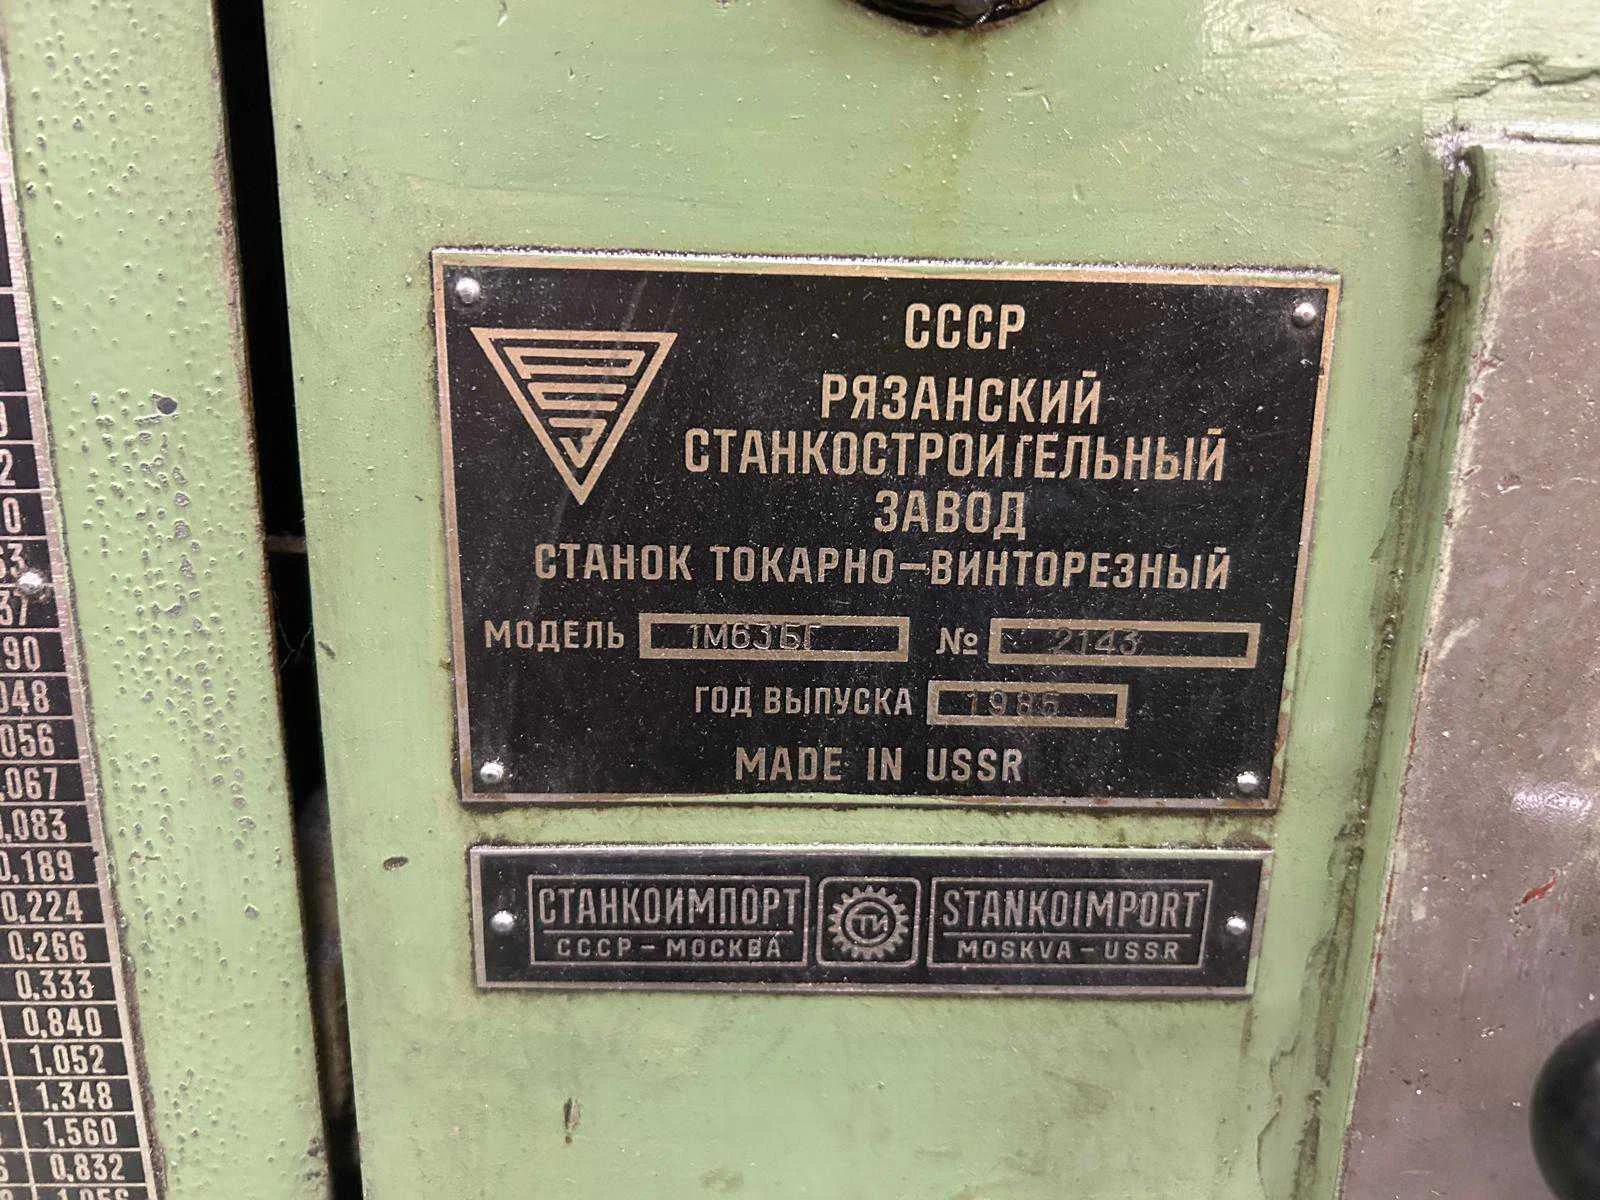 СССР
РЯЗАНСКИЙ
СТАНКОСТРОИТЕЛЬНЫЙ
ЗАВОД
СТАНОК ТОКАРНО-ВИНТОРЕЗНЫЙ
МОДЕЛЬ 1М63БГ № 2143
ГОД ВЫПУСКА
MADE IN USSR
СТАНКОИМПОРТ
СССР - МОСКВА
СТИ
STANKOIMPORT
MOSKVA - USSR
0,189
0,224
0,266
0,333
0,840
1,052
1.348
1,560
0,832